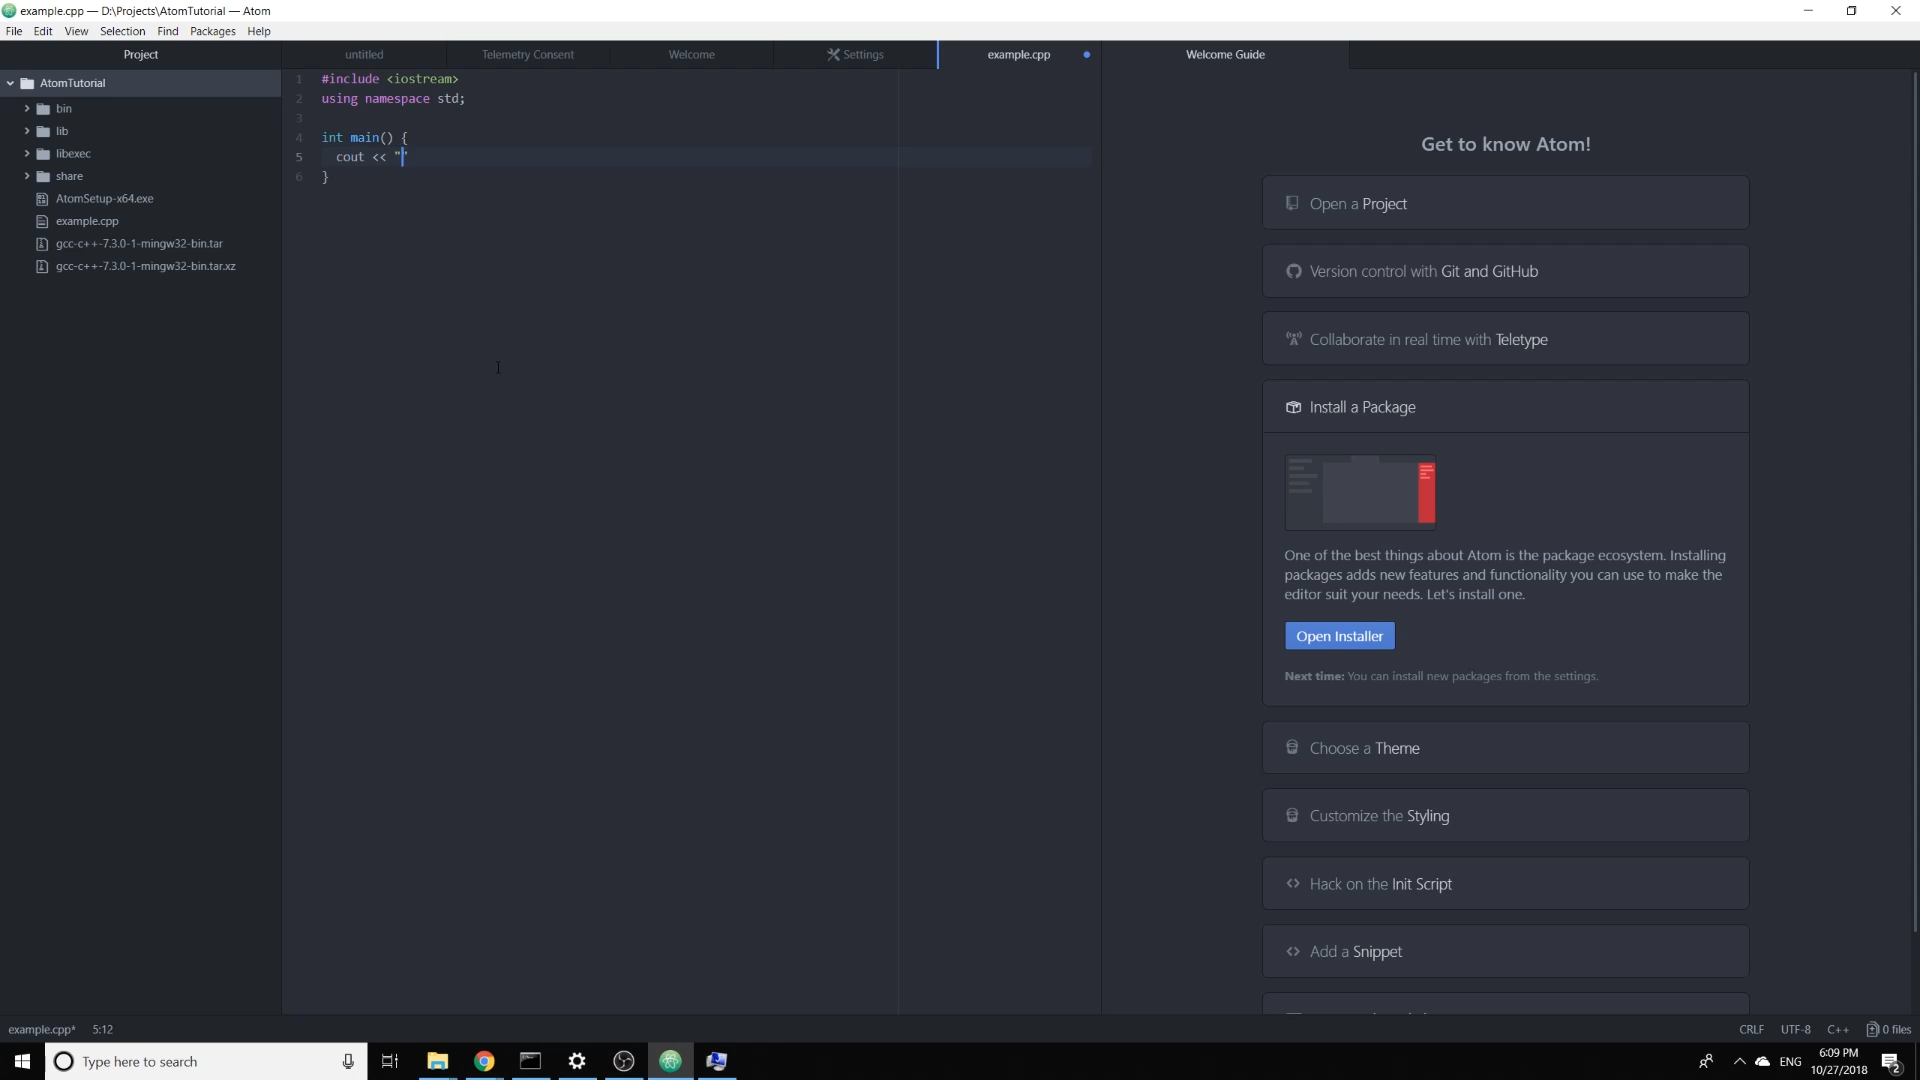 example.cpp — D:\Projects\AtomTutorial — Atom
File Edit View Selection Find Packages Help
Project
untitled Telemetry Consent Welcome Settings example.cpp Welcome Guide
AtomTutorial
bin
lib
libexec
share
AtomSetup-x64.exe
example.cpp
gcc-c++-7.3.0-1-mingw32-bin.tar
gcc-c++-7.3.0-1-mingw32-bin.tar.xz
1 #include <iostream>
2 using namespace std;
3
4 int main() {
5 cout << ""
6 }
Get to know Atom!
Open a Project
Version control with Git and GitHub
Collaborate in real time with Teletype
Install a Package
One of the best things about Atom is the package ecosystem. Installing
packages adds new features and functionality you can use to make the
editor suit your needs. Let's install one.
Open Installer
Next time: You can install new packages from the settings.
Choose a Theme
Customize the Styling
Hack on the Init Script
Add a Snippet
example.cpp* 5:12
CRLF UTF-8 C++ 0 files
Type here to search
ENG
6:09 PM
10/27/2018
2